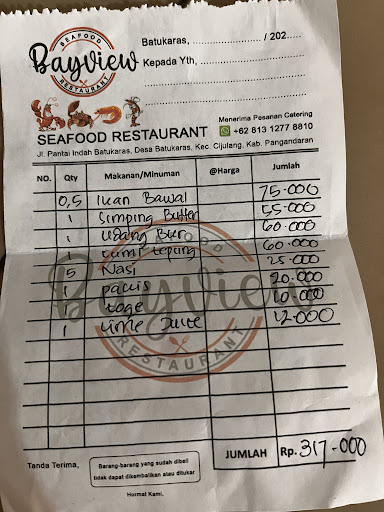 SEAFOOD
Bayview
RESTAURANT
Batukaras, ........................ / 202.....
Kepada Yth, ........................
SEAFOOD RESTAURANT
Menerima Pesanan Catering
+62 813 1277 8810
Jl. Pantai Indah Batukaras, Desa Batukaras, Kec. Cijulang, Kab. Pangandaran
NO. Qty Makanan/Minuman @Harga Jumlah
0,5 Ikan Bawal 75.000
1 Simping Butter 55.000
1 Udang Bur 60.000
1 Cumi tepung 60.000
5 Nasi 25.000
1 pacis 20.000
1 toge 10.000
1 Lime Juice 12.000
SEAFOOD
Bayview
RESTAURANT
JUMLAH Rp. 317-000
Tanda Terima,
Barang-barang yang sudah dibeli
tidak dapat dikembalikan atau ditukar
Hormat Kami,